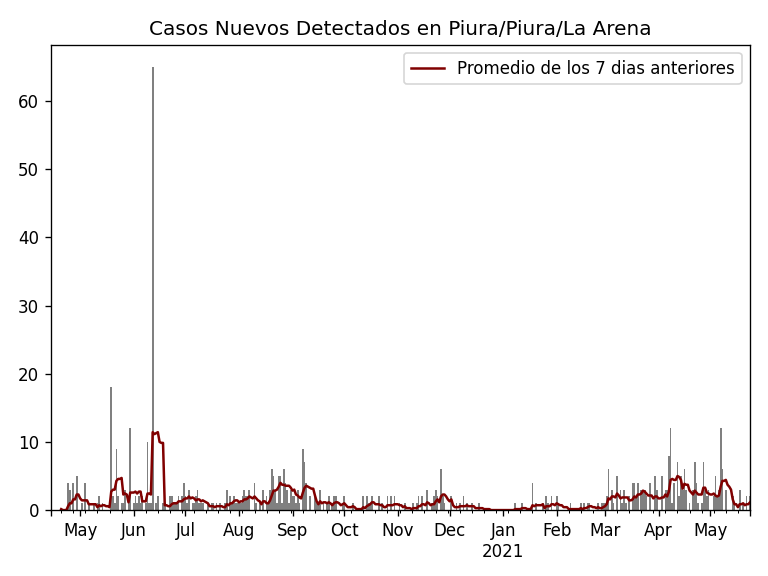 Casos Nuevos Detectados en Piura/Piura/La Arena
Promedio de los 7 dias anteriores
60
50
40
30
20
10
0
May Jun Jul Aug Sep Oct Nov Dec Jan Feb Mar Apr May
2021